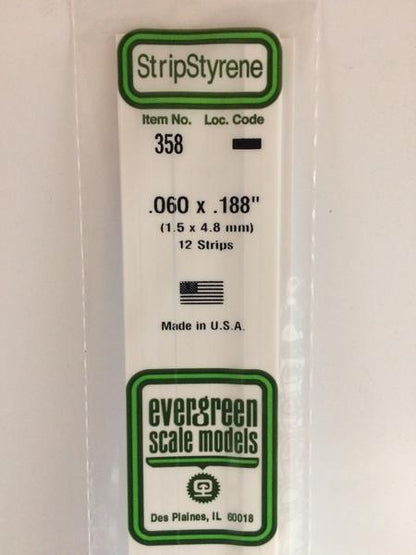 StripStyrene
Item No. Loc. Code
358
.060 x .188"
(1.5 x 4.8 mm)
12 Strips
Made in U.S.A.
evergreen
scale models
Des Plaines, IL 60018